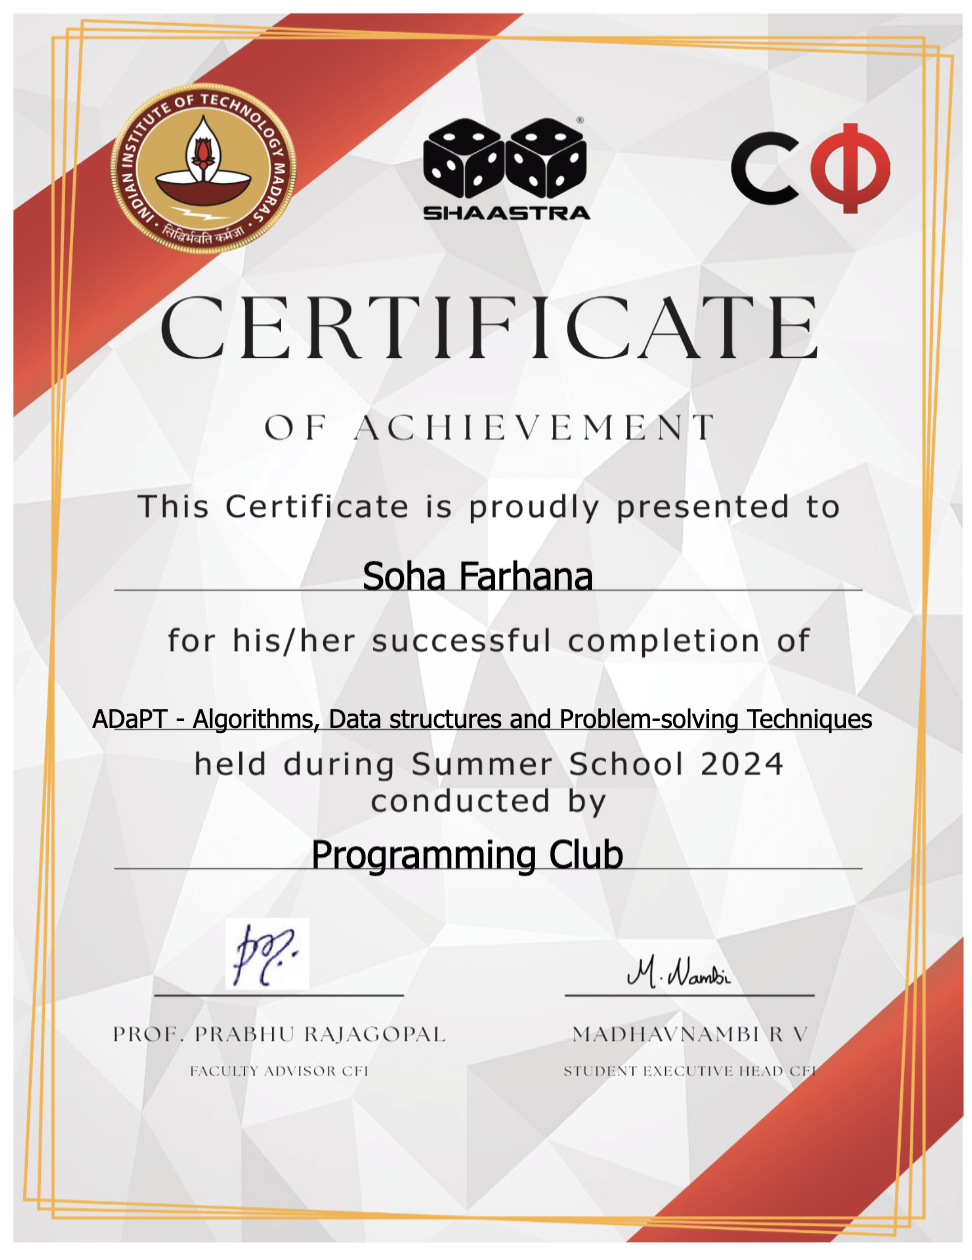 INDIAN INSTITUTE OF TECHNOLOGY MADRAS
सिद्धिर्भवति कर्मजा
®
SHAASTRA
CΦ
CERTIFICATE
OF ACHIEVEMENT
This Certificate is proudly presented to
Soha Farhana
for his/her successful completion of
ADaPT - Algorithms, Data structures and Problem-solving Techniques
held during Summer School 2024
conducted by
Programming Club
M. Nambi
PROF. PRABHU RAJAGOPAL
MADHAVNAMBI R V
FACULTY ADVISOR CFI
STUDENT EXECUTIVE HEAD CFI